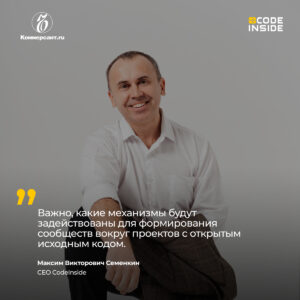 Коммерсантъ.ru
CODE
INSIDE
Важно, какие механизмы будут
задействованы для формирования
сообществ вокруг проектов с открытым
исходным кодом.
Максим Викторович Семенкин
CEO CodeInside